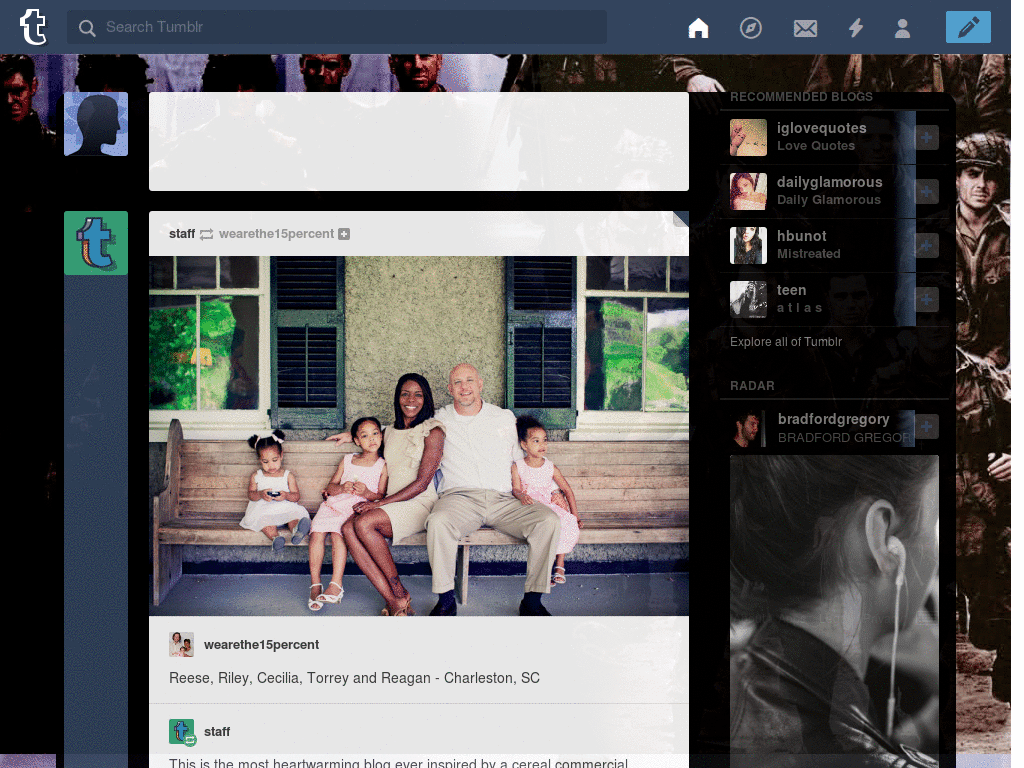 Search Tumblr
RECOMMENDED BLOGS
iglovequotes
Love Quotes
dailyglamorous
Daily Glamorous
hbunot
Mistreated
teen
a t l a s
Explore all of Tumblr
RADAR
bradfordgregory
BRADFORD GREGOR
staff wearethe15percent
wearethe15percent
Reese, Riley, Cecilia, Torrey and Reagan - Charleston, SC
staff
This is the most heartwarming blog ever inspired by a cereal commercial